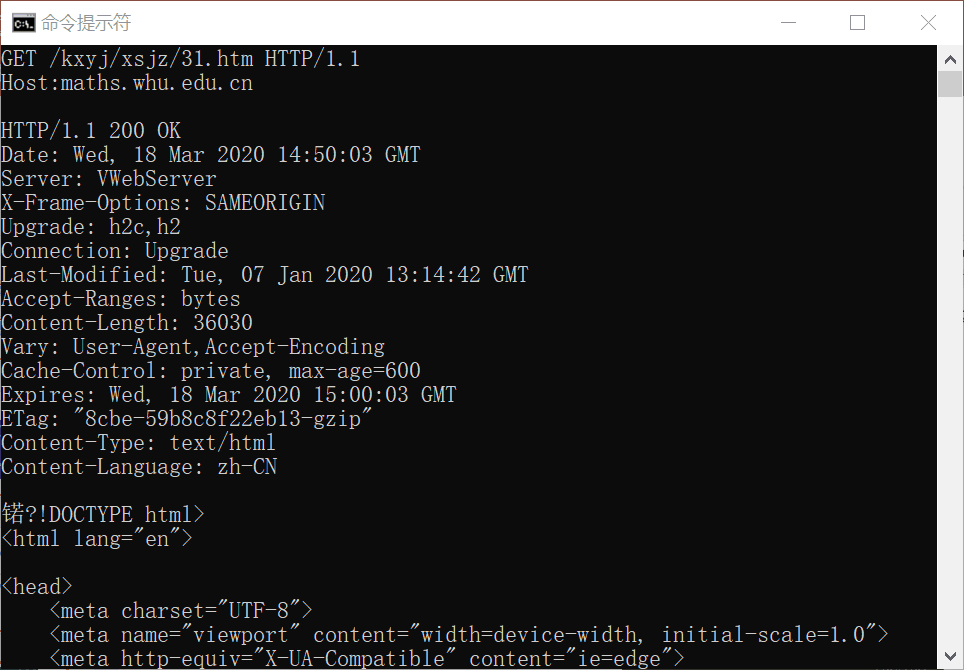 命令提示符
GET /kxyj/xsjz/31.htm HTTP/1.1
Host:maths.whu.edu.cn
HTTP/1.1 200 OK
Date: Wed, 18 Mar 2020 14:50:03 GMT
Server: VWebServer
X-Frame-Options: SAMEORIGIN
Upgrade: h2c,h2
Connection: Upgrade
Last-Modified: Tue, 07 Jan 2020 13:14:42 GMT
Accept-Ranges: bytes
Content-Length: 36030
Vary: User-Agent,Accept-Encoding
Cache-Control: private, max-age=600
Expires: Wed, 18 Mar 2020 15:00:03 GMT
ETag: "8cbe-59b8c8f22eb13-gzip"
Content-Type: text/html
Content-Language: zh-CN
锘?!DOCTYPE html>
<html lang="en">
<head>
    <meta charset="UTF-8">
    <meta name="viewport" content="width=device-width, initial-scale=1.0">
    <meta http-equiv="X-UA-Compatible" content="ie=edge">